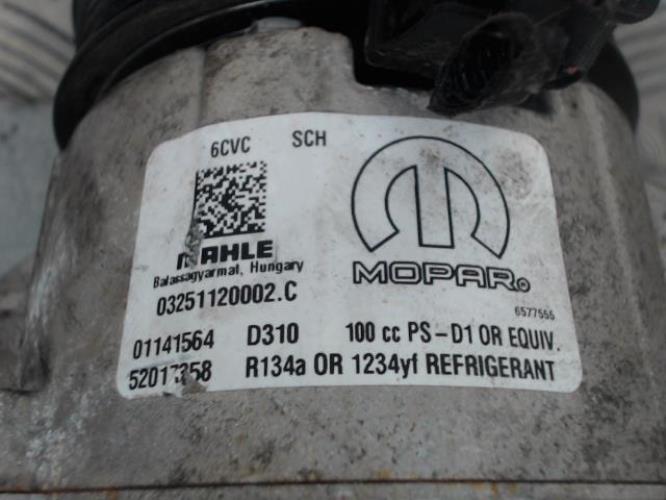 6CVC SCH
MAHLE
Balassagyarmat, Hungary
03251120002.C
MOPAR®
6577555
01141564 D310 100 cc PS-D1 OR EQUIV.
R134a OR 1234yf REFRIGERANT